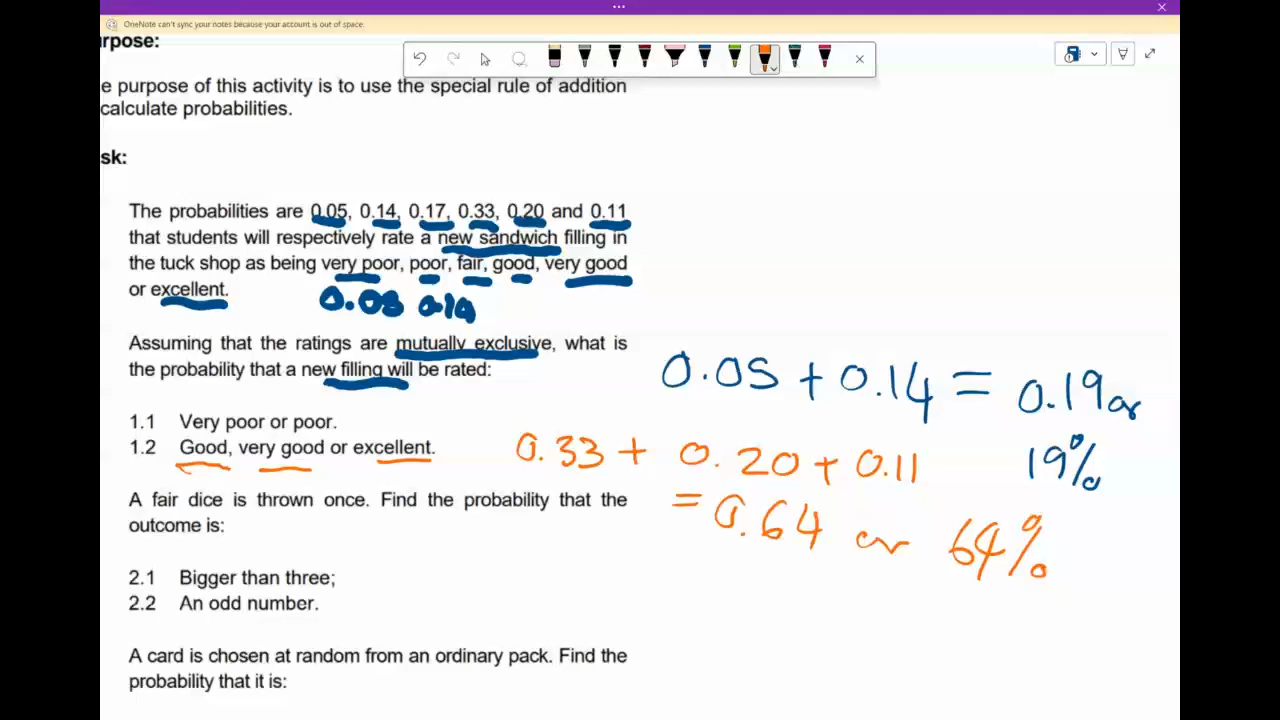 OneNote can't sync your notes because your account is out of space.
rpose:
e purpose of this activity is to use the special rule of addition
calculate probabilities.
sk:
The probabilities are 0.05, 0.14, 0.17, 0.33, 0.20 and 0.11
that students will respectively rate a new sandwich filling in
the tuck shop as being very poor, poor, fair, good, very good
or excellent.
0.05 0.14
Assuming that the ratings are mutually exclusive, what is
the probability that a new filling will be rated:
0.05 + 0.14 = 0.19 or
19%
1.1 Very poor or poor.
1.2 Good, very good or excellent.
0.33 + 0.20 + 0.11
= 0.64 or 64%
A fair dice is thrown once. Find the probability that the
outcome is:
2.1 Bigger than three;
2.2 An odd number.
A card is chosen at random from an ordinary pack. Find the
probability that it is: